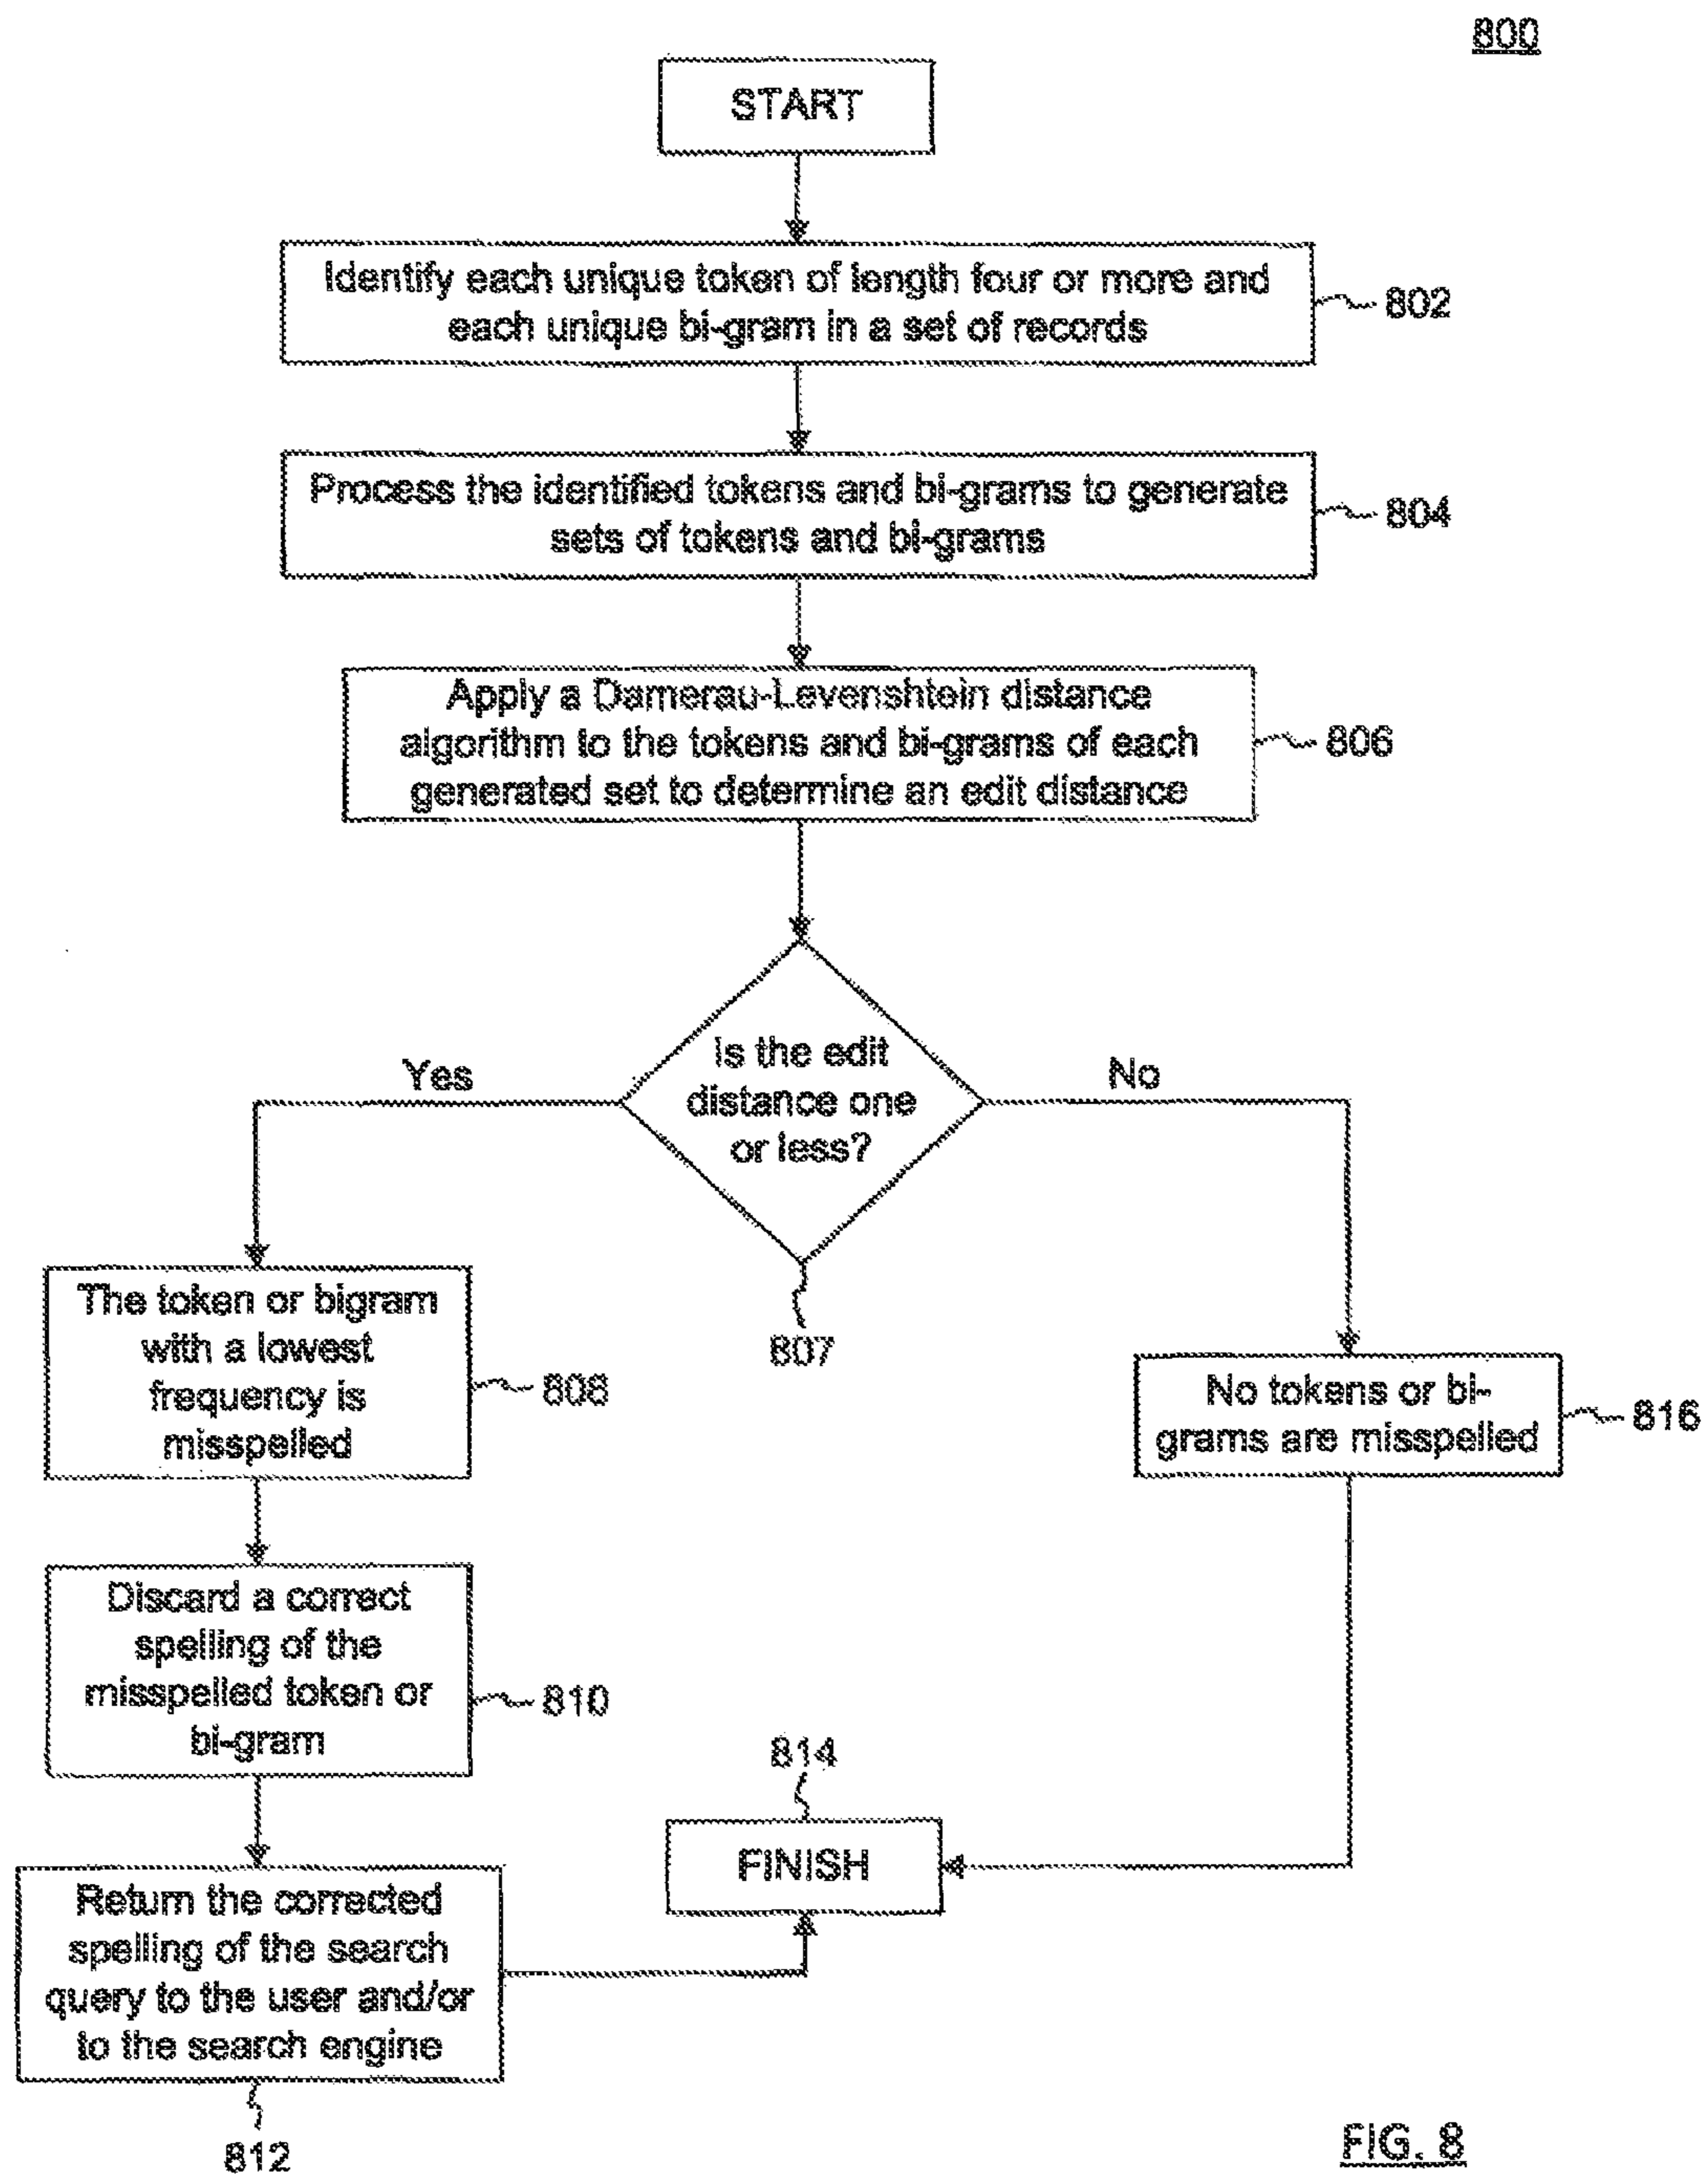 800
START
Identify each unique token of length four or more and
each unique bi-gram in a set of records
802
Process the identified tokens and bi-grams to generate
sets of tokens and bi-grams
804
Apply a Damerau-Levenshtein distance
algorithm to the tokens and bi-grams of each
generated set to determine an edit distance
806
Is the edit
distance one
or less?
Yes
No
807
The token or bigram
with a lowest
frequency is
misspelled
808
No tokens or bi-
grams are misspelled
816
Discard a correct
spelling of the
misspelled token or
bi-gram
810
814
FINISH
Return the corrected
spelling of the search
query to the user and/or
to the search engine
812
FIG. 8